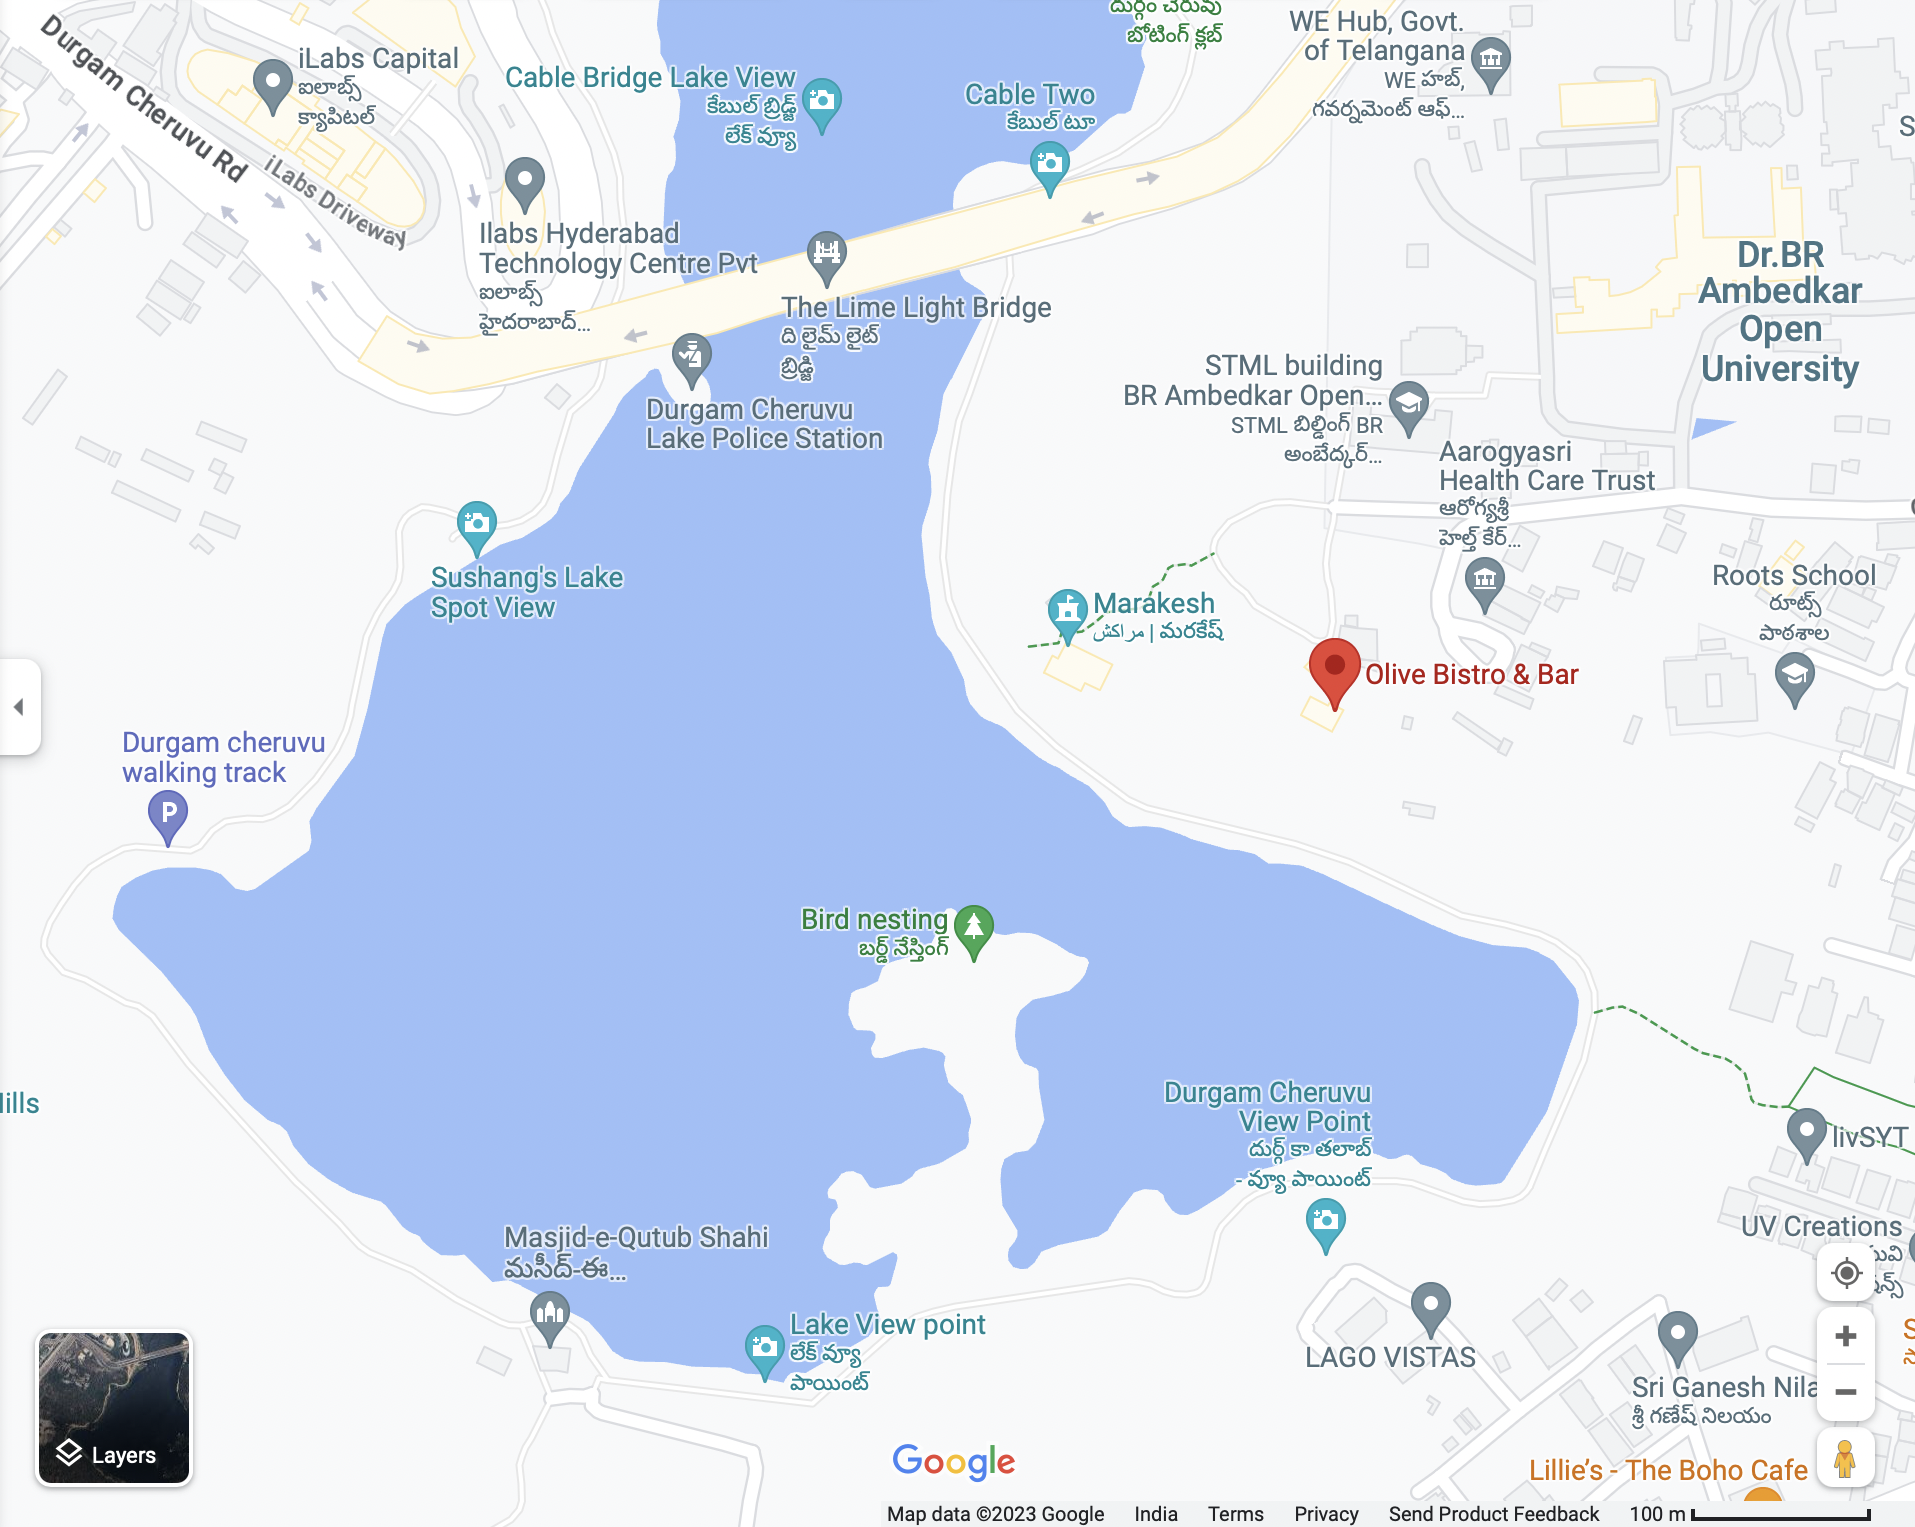 దుర్గం చెరువు
బోటింగ్ క్లబ్
WE Hub, Govt.
of Telangana
WE హబ్,
గవర్నమెంట్ ఆఫ్...
Durgam Cheruvu Rd
iLabs Capital
ఐలాబ్స్
క్యాపిటల్
iLabs Driveway
Cable Bridge Lake View
కేబుల్ బ్రిడ్జ్
లేక్ వ్యూ
Cable Two
కేబుల్ టూ
Ilabs Hyderabad
Technology Centre Pvt
ఐలాబ్స్
హైదరాబాద్...
The Lime Light Bridge
ది లైమ్ లైట్
బ్రిడ్జి
Dr.BR
Ambedkar
Open
University
Durgam Cheruvu
Lake Police Station
STML building
BR Ambedkar Open...
STML బిల్డింగ్ BR
అంబేద్కర్...
Aarogyasri
Health Care Trust
ఆరోగ్యశ్రీ
హెల్త్ కేర్...
Sushang's Lake
Spot View
Marakesh
مراكش | మరకేష్
Roots School
రూట్స్
పాఠశాల
Olive Bistro & Bar
Durgam cheruvu
walking track
P
Bird nesting
బర్డ్ నేస్తింగ్
Durgam Cheruvu
View Point
దుర్గ్ కా తలాబ్
- వ్యూ పాయింట్
livSYT
UV Creations
Masjid-e-Qutub Shahi
మసీద్-ఈ...
Lake View point
లేక్ వ్యూ
పాయింట్
LAGO VISTAS
Sri Ganesh Nila
శ్రీ గణేష్ నిలయం
Layers
Google
Lillie’s - The Boho Cafe
Map data ©2023 Google India Terms Privacy Send Product Feedback 100 m